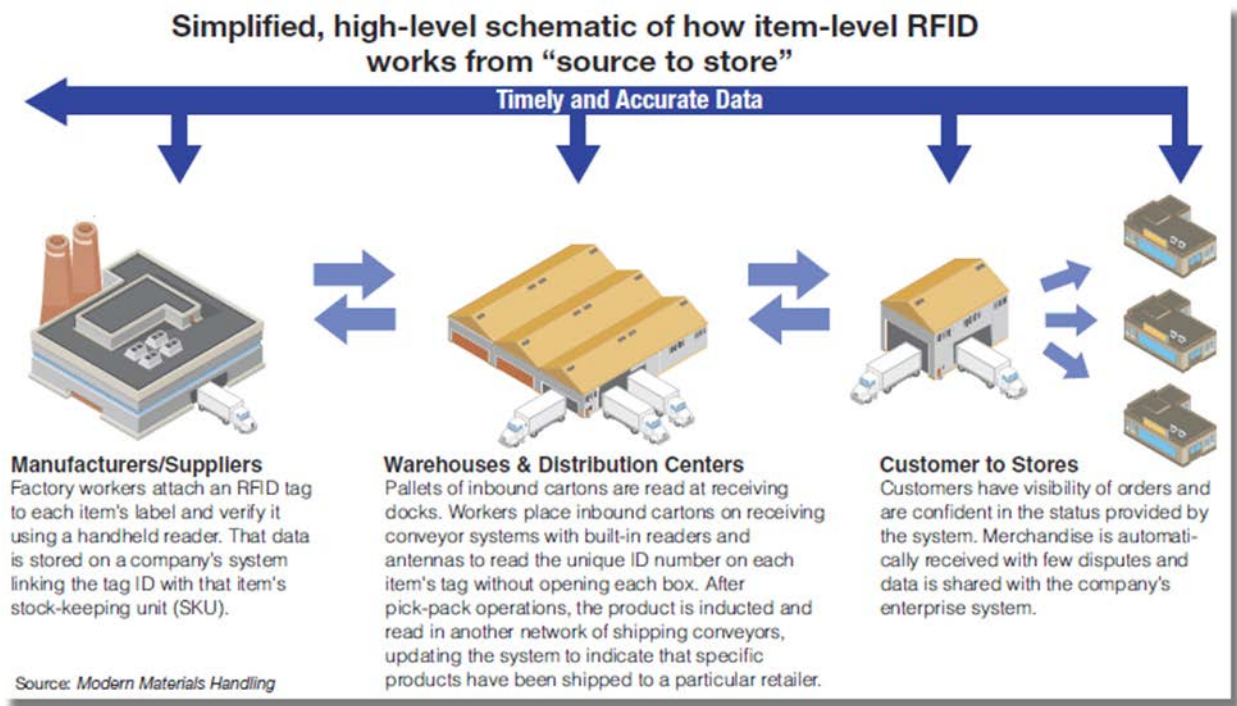 Simplified, high-level schematic of how item-level RFID
works from “source to store”
Timely and Accurate Data
Manufacturers/Suppliers
Factory workers attach an RFID tag
to each item's label and verify it
using a handheld reader. That data
is stored on a company's system
linking the tag ID with that item's
stock-keeping unit (SKU).
Warehouses & Distribution Centers
Pallets of inbound cartons are read at receiving
docks. Workers place inbound cartons on receiving
conveyor systems with built-in readers and
antennas to read the unique ID number on each
item's tag without opening each box. After
pick-pack operations, the product is inducted and
read in another network of shipping conveyors,
updating the system to indicate that specific
products have been shipped to a particular retailer.
Customer to Stores
Customers have visibility of orders and
are confident in the status provided by
the system. Merchandise is automati-
cally received with few disputes and
data is shared with the company's
enterprise system.
Source: Modern Materials Handling